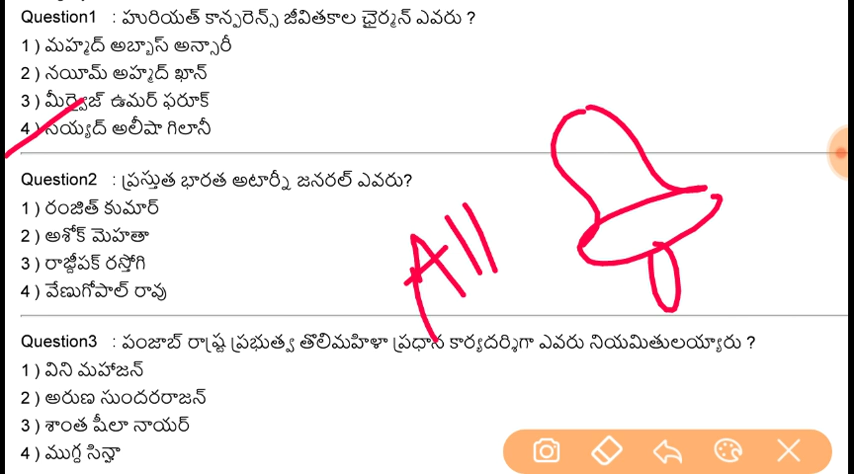 Question1 : హురియత్ కాన్ఫరెన్స్ జీవితకాల ఛైర్మన్ ఎవరు ?
1 ) మహ్మద్ అబ్బాస్ అన్సారీ
2 ) నయీమ్ అహ్మద్ ఖాన్
3 ) మీర్వైజ్ ఉమర్ ఫరూక్
4 ) సయ్యద్ అలీషా గిలానీ
Question2 : ప్రస్తుత భారత అటార్నీ జనరల్ ఎవరు?
1 ) రంజిత్ కుమార్
2 ) అశోక్ మెహతా
All
3 ) రాజ్దీపక్ రస్తోగి
4 ) వేణుగోపాల్ రావు
Question3 : పంజాబ్ రాష్ట్ర ప్రభుత్వ తొలిమహిళా ప్రధాన కార్యదర్శిగా ఎవరు నియమితులయ్యారు ?
1 ) విని మహాజన్
2 ) అరుణ సుందరరాజన్
3 ) శాంత షీలా నాయర్
4 ) ముగ్ద సిన్హా